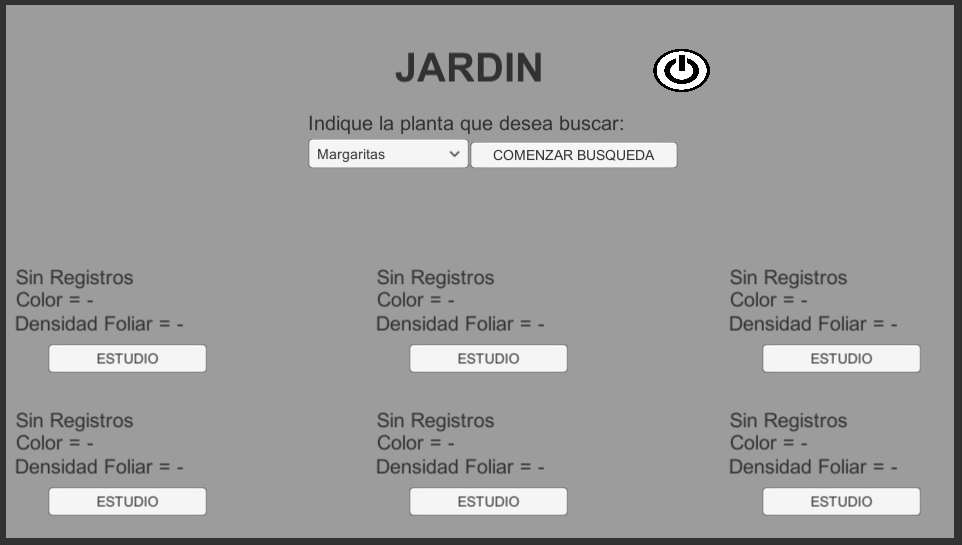 JARDIN
Indique la planta que desea buscar:
Margaritas
COMENZAR BUSQUEDA
Sin Registros
Color = -
Densidad Foliar = -
ESTUDIO
Sin Registros
Color = -
Densidad Foliar = -
ESTUDIO
Sin Registros
Color = -
Densidad Foliar = -
ESTUDIO
Sin Registros
Color = -
Densidad Foliar = -
ESTUDIO
Sin Registros
Color = -
Densidad Foliar = -
ESTUDIO
Sin Registros
Color = -
Densidad Foliar = -
ESTUDIO